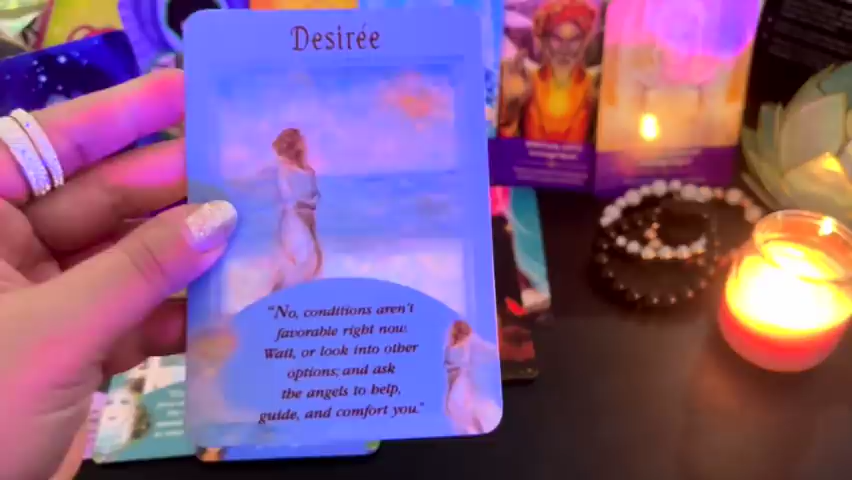 Desirée
"No, conditions aren't
favorable right now.
Wait, or look into other
options; and ask
the angels to help,
guide, and comfort you."